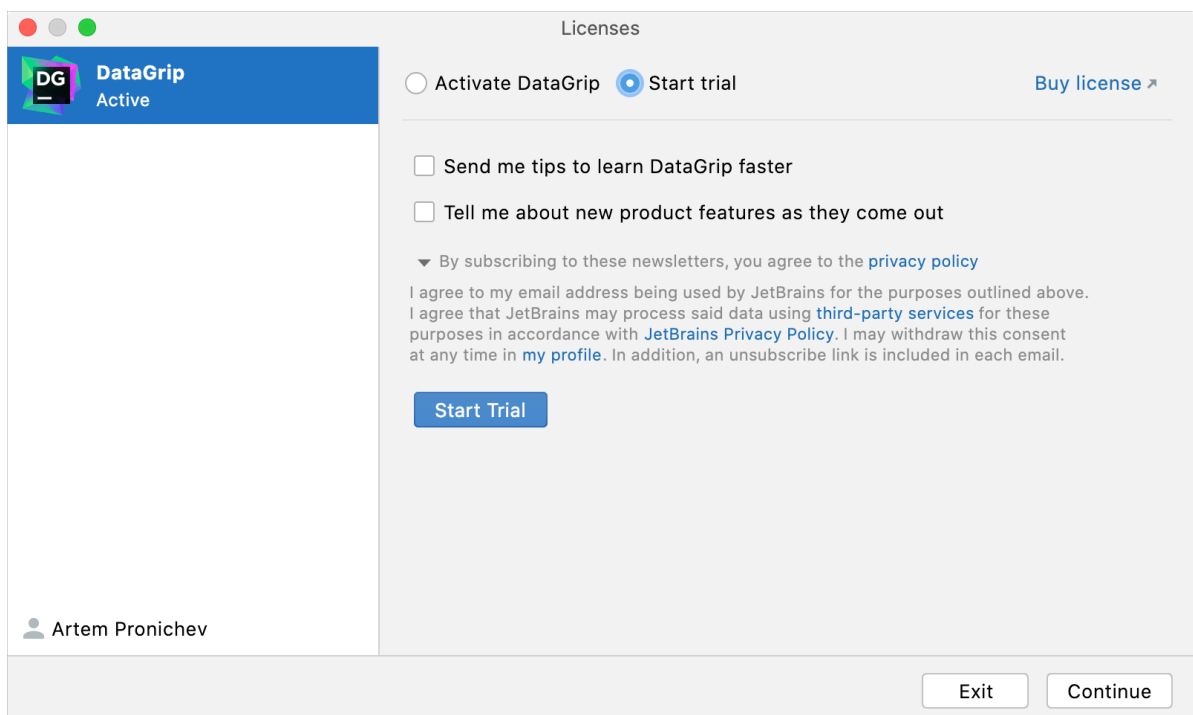 Licenses
DG
DataGrip
Active
Activate DataGrip Start trial Buy license ↗
Send me tips to learn DataGrip faster
Tell me about new product features as they come out
By subscribing to these newsletters, you agree to the privacy policy
I agree to my email address being used by JetBrains for the purposes outlined above.
I agree that JetBrains may process said data using third-party services for these
purposes in accordance with JetBrains Privacy Policy. I may withdraw this consent
at any time in my profile. In addition, an unsubscribe link is included in each email.
Start Trial
Artem Pronichev
Exit Continue